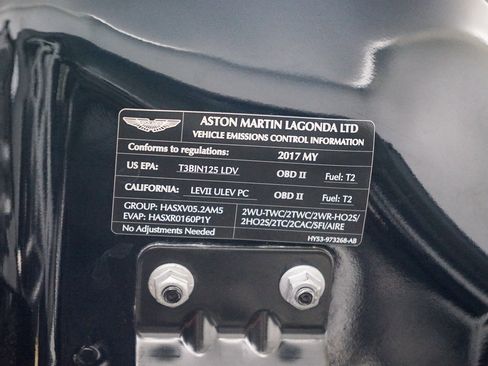 ASTON MARTIN LAGONDA LTD
VEHICLE EMISSIONS CONTROL INFORMATION
Conforms to regulations: 2017 MY
US EPA: T3BIN125 LDV OBD II Fuel: T2
CALIFORNIA: LEVII ULEV PC OBD II Fuel: T2
GROUP: HASXV05.2AM5
EVAP: HASXR0160P1Y
No Adjustments Needed
2WU-TWC/2TWC/2WR-HO2S/
2HO2S/2TC/2CAC/SFI/AIRE
HY53-973268-AB